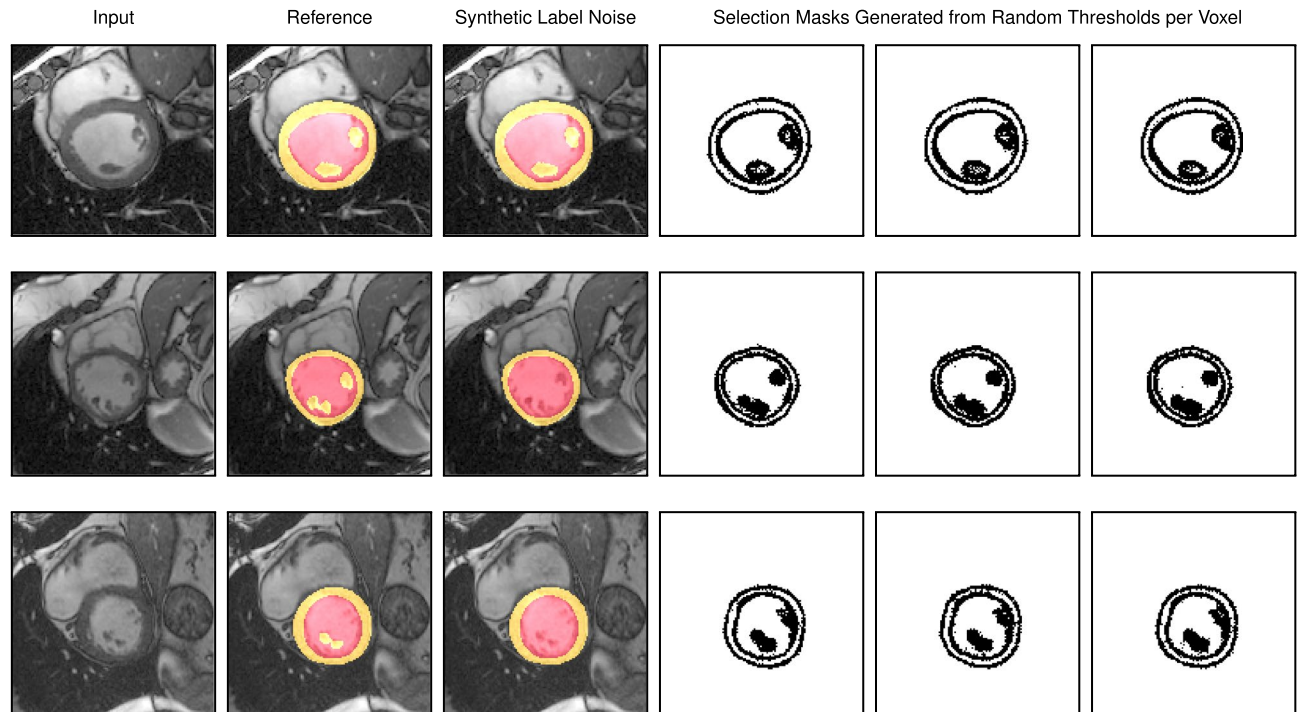 Input Reference Synthetic Label Noise Selection Masks Generated from Random Thresholds per Voxel